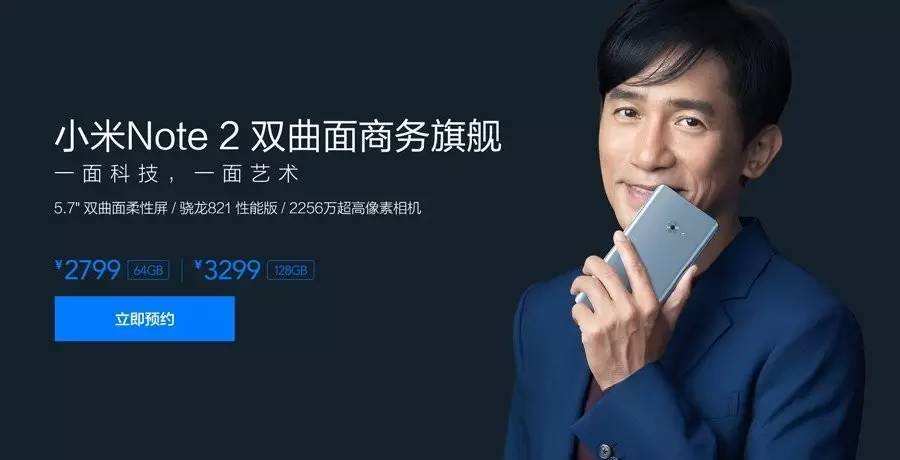 小米Note 2 双曲面商务旗舰
一面科技，一面艺术
5.7" 双曲面柔性屏 / 骁龙821 性能版 / 2256万超高像素相机
¥2799 64GB ¥3299 128GB
立即预约